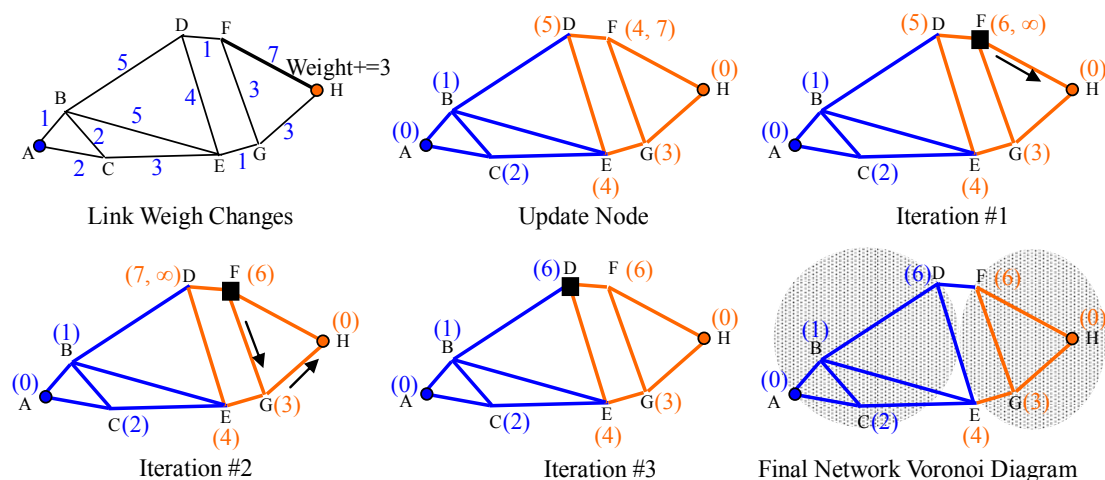 D F
1
7
5
Weight+=3
H
4
3
B
5
1
2
3
A
2
C
3
E
1
G
Link Weigh Changes
(5) D F (4, 7)
(0)
H
(1)
B
(0)
A
C(2)
E
G(3)
(4)
Update Node
(5) D F (6, ∞)
(0)
H
(1)
B
(0)
A
C(2)
E
G(3)
(4)
Iteration #1
(7, ∞) D F (6)
(0)
H
(1)
B
(0)
A
C(2)
E
G(3)
(4)
Iteration #2
(6) D F (6)
(0)
H
(1)
B
(0)
A
C(2)
E
G(3)
(4)
Iteration #3
(6) D F (6)
(0)
H
(1)
B
(0)
A
C(2)
E
G(3)
(4)
Final Network Voronoi Diagram